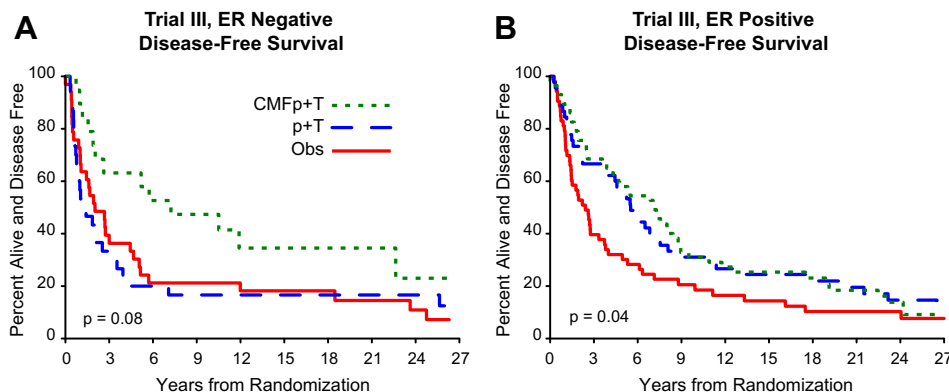 A
Trial III, ER Negative
Disease-Free Survival
Percent Alive and Disease Free
100
80
60
40
20
0
CMFp+T
p+T
Obs
p = 0.08
0 3 6 9 12 15 18 21 24 27
Years from Randomization
B
Trial III, ER Positive
Disease-Free Survival
Percent Alive and Disease Free
100
80
60
40
20
0
p = 0.04
0 3 6 9 12 15 18 21 24 27
Years from Randomization